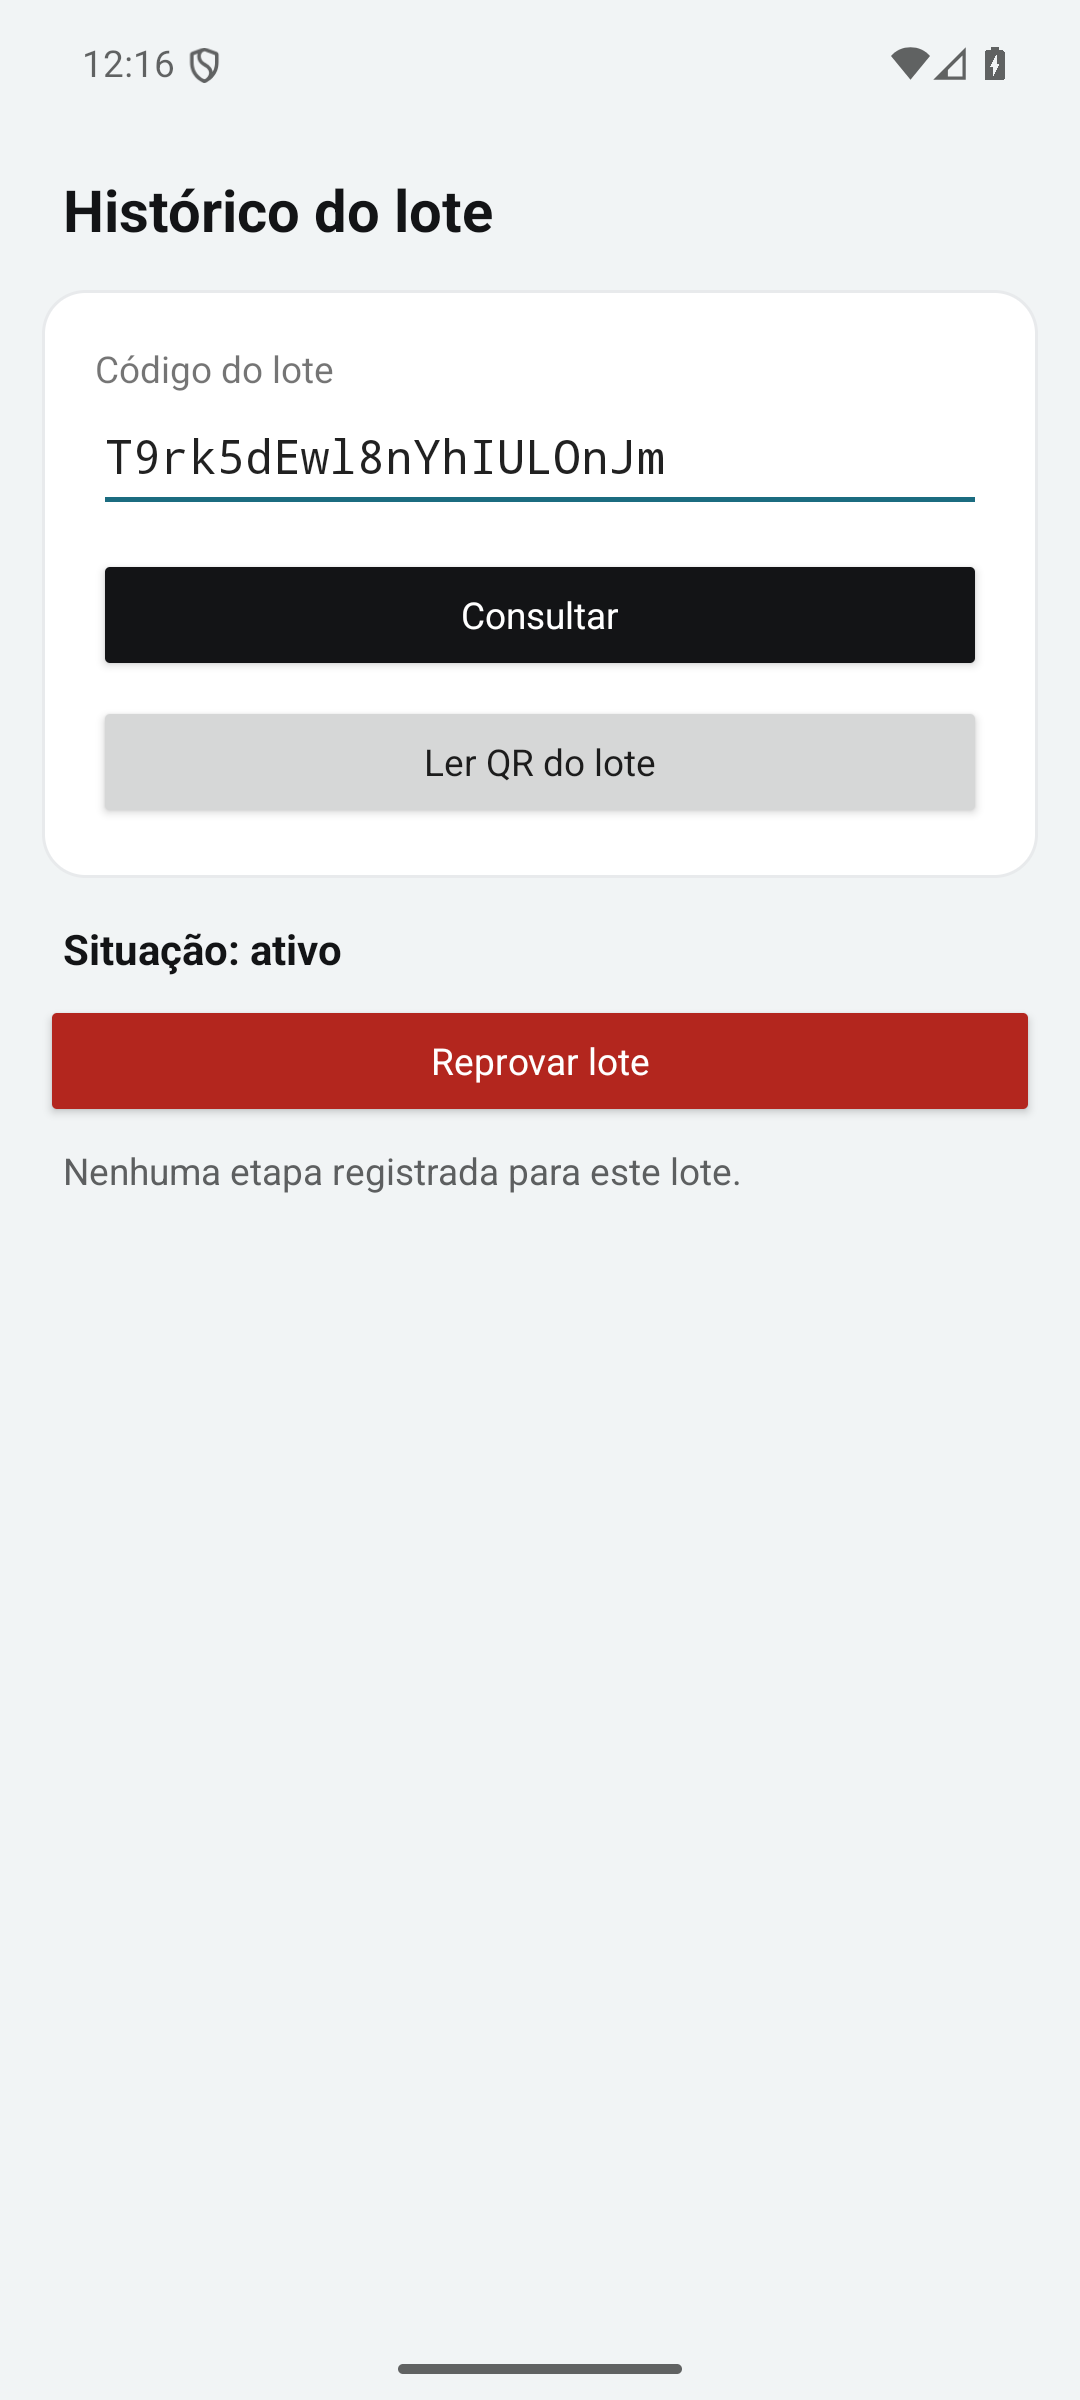 12:16
Histórico do lote
Código do lote
T9rk5dEwl8nYhIULOnJm
Consultar
Ler QR do lote
Situação: ativo
Reprovar lote
Nenhuma etapa registrada para este lote.